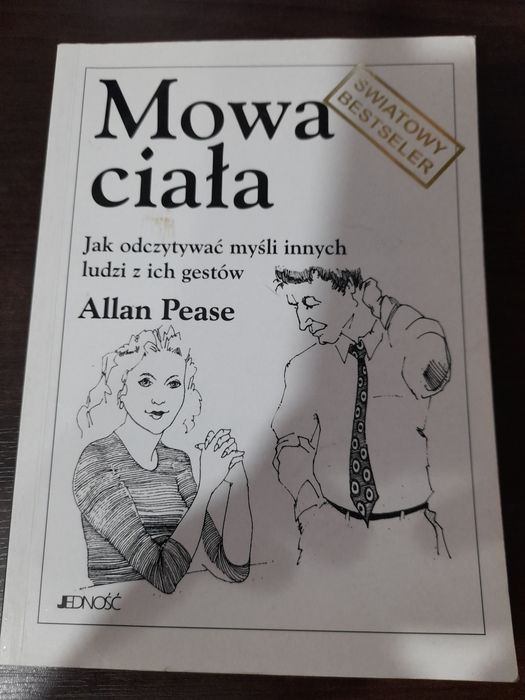 Mowa
ciała
ŚWIATOWY
BESTSELER
Jak odczytywać myśli innych
ludzi z ich gestów
Allan Pease
JEDNOŚĆ